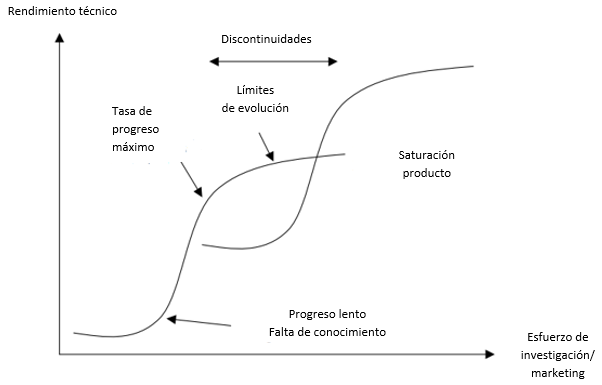 Rendimiento técnico
Discontinuidades
Límites
de evolución
Tasa de
progreso
máximo
Saturación
producto
Progreso lento
Falta de conocimiento
Esfuerzo de
investigación/
marketing